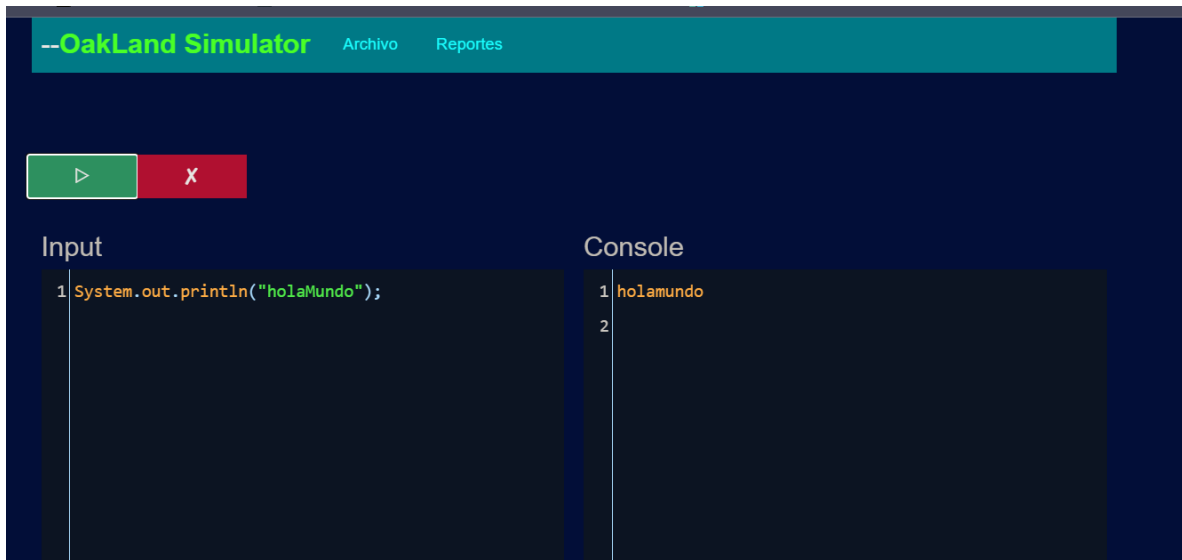 --OakLand Simulator Archivo Reportes
▷ ✗
Input
Console
1 System.out.println("holaMundo");
1 holamundo
2